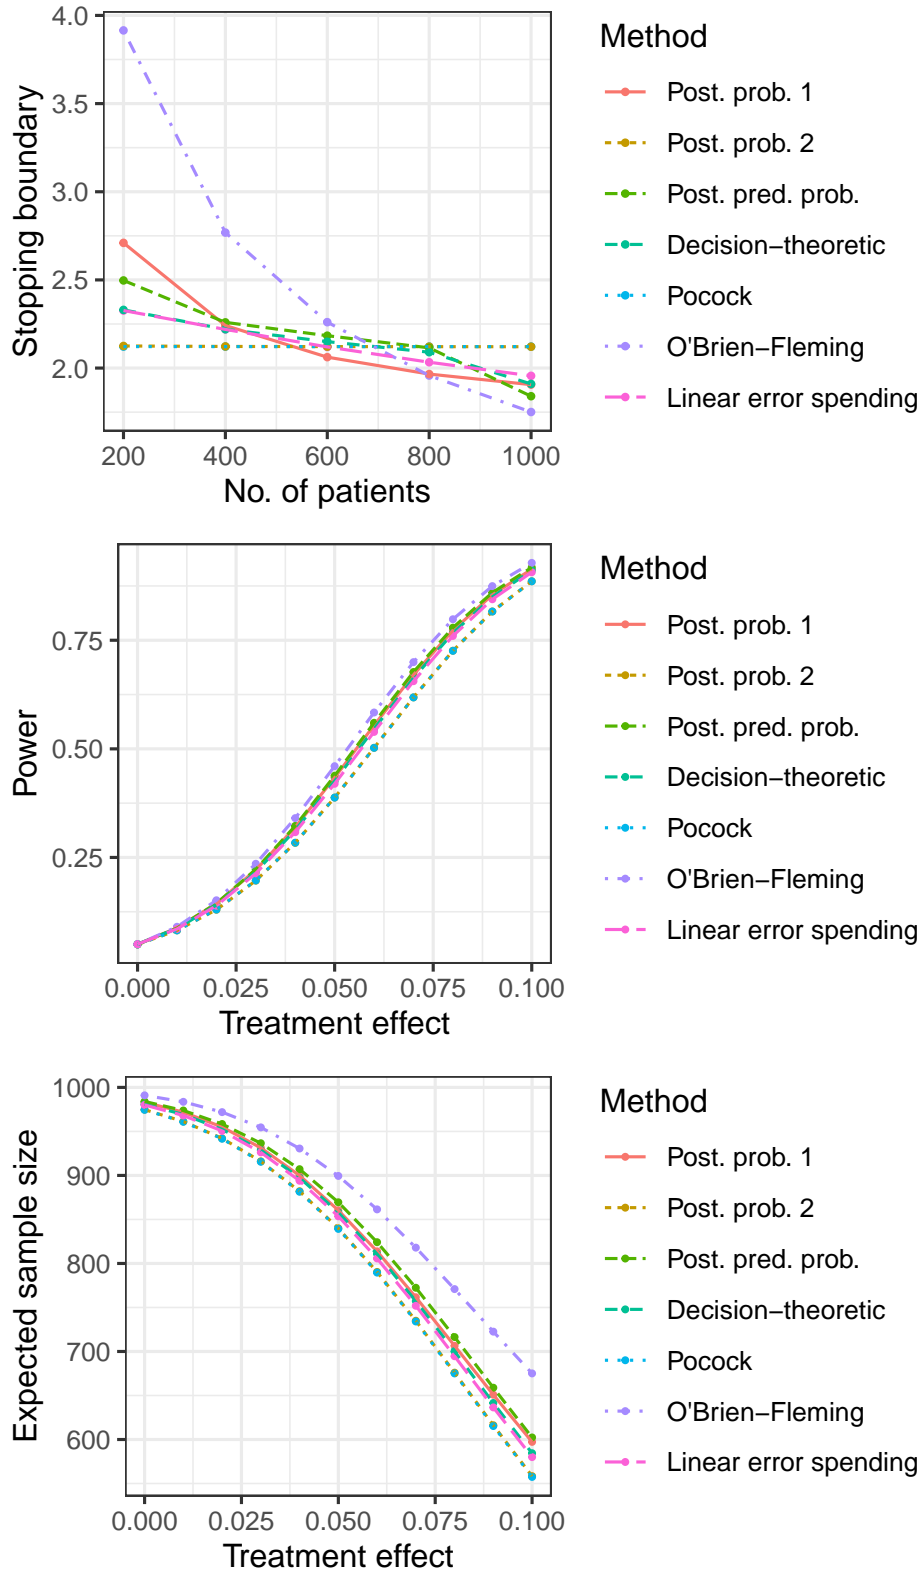 4.0
3.5
3.0
2.5
2.0
Stopping boundary
200 400 600 800 1000
No. of patients
Method
Post. prob. 1
Post. prob. 2
Post. pred. prob.
Decision−theoretic
Pocock
O'Brien−Fleming
Linear error spending
0.75
0.50
0.25
Power
0.000 0.025 0.050 0.075 0.100
Treatment effect
Method
Post. prob. 1
Post. prob. 2
Post. pred. prob.
Decision−theoretic
Pocock
O'Brien−Fleming
Linear error spending
1000
900
800
700
600
Expected sample size
0.000 0.025 0.050 0.075 0.100
Treatment effect
Method
Post. prob. 1
Post. prob. 2
Post. pred. prob.
Decision−theoretic
Pocock
O'Brien−Fleming
Linear error spending